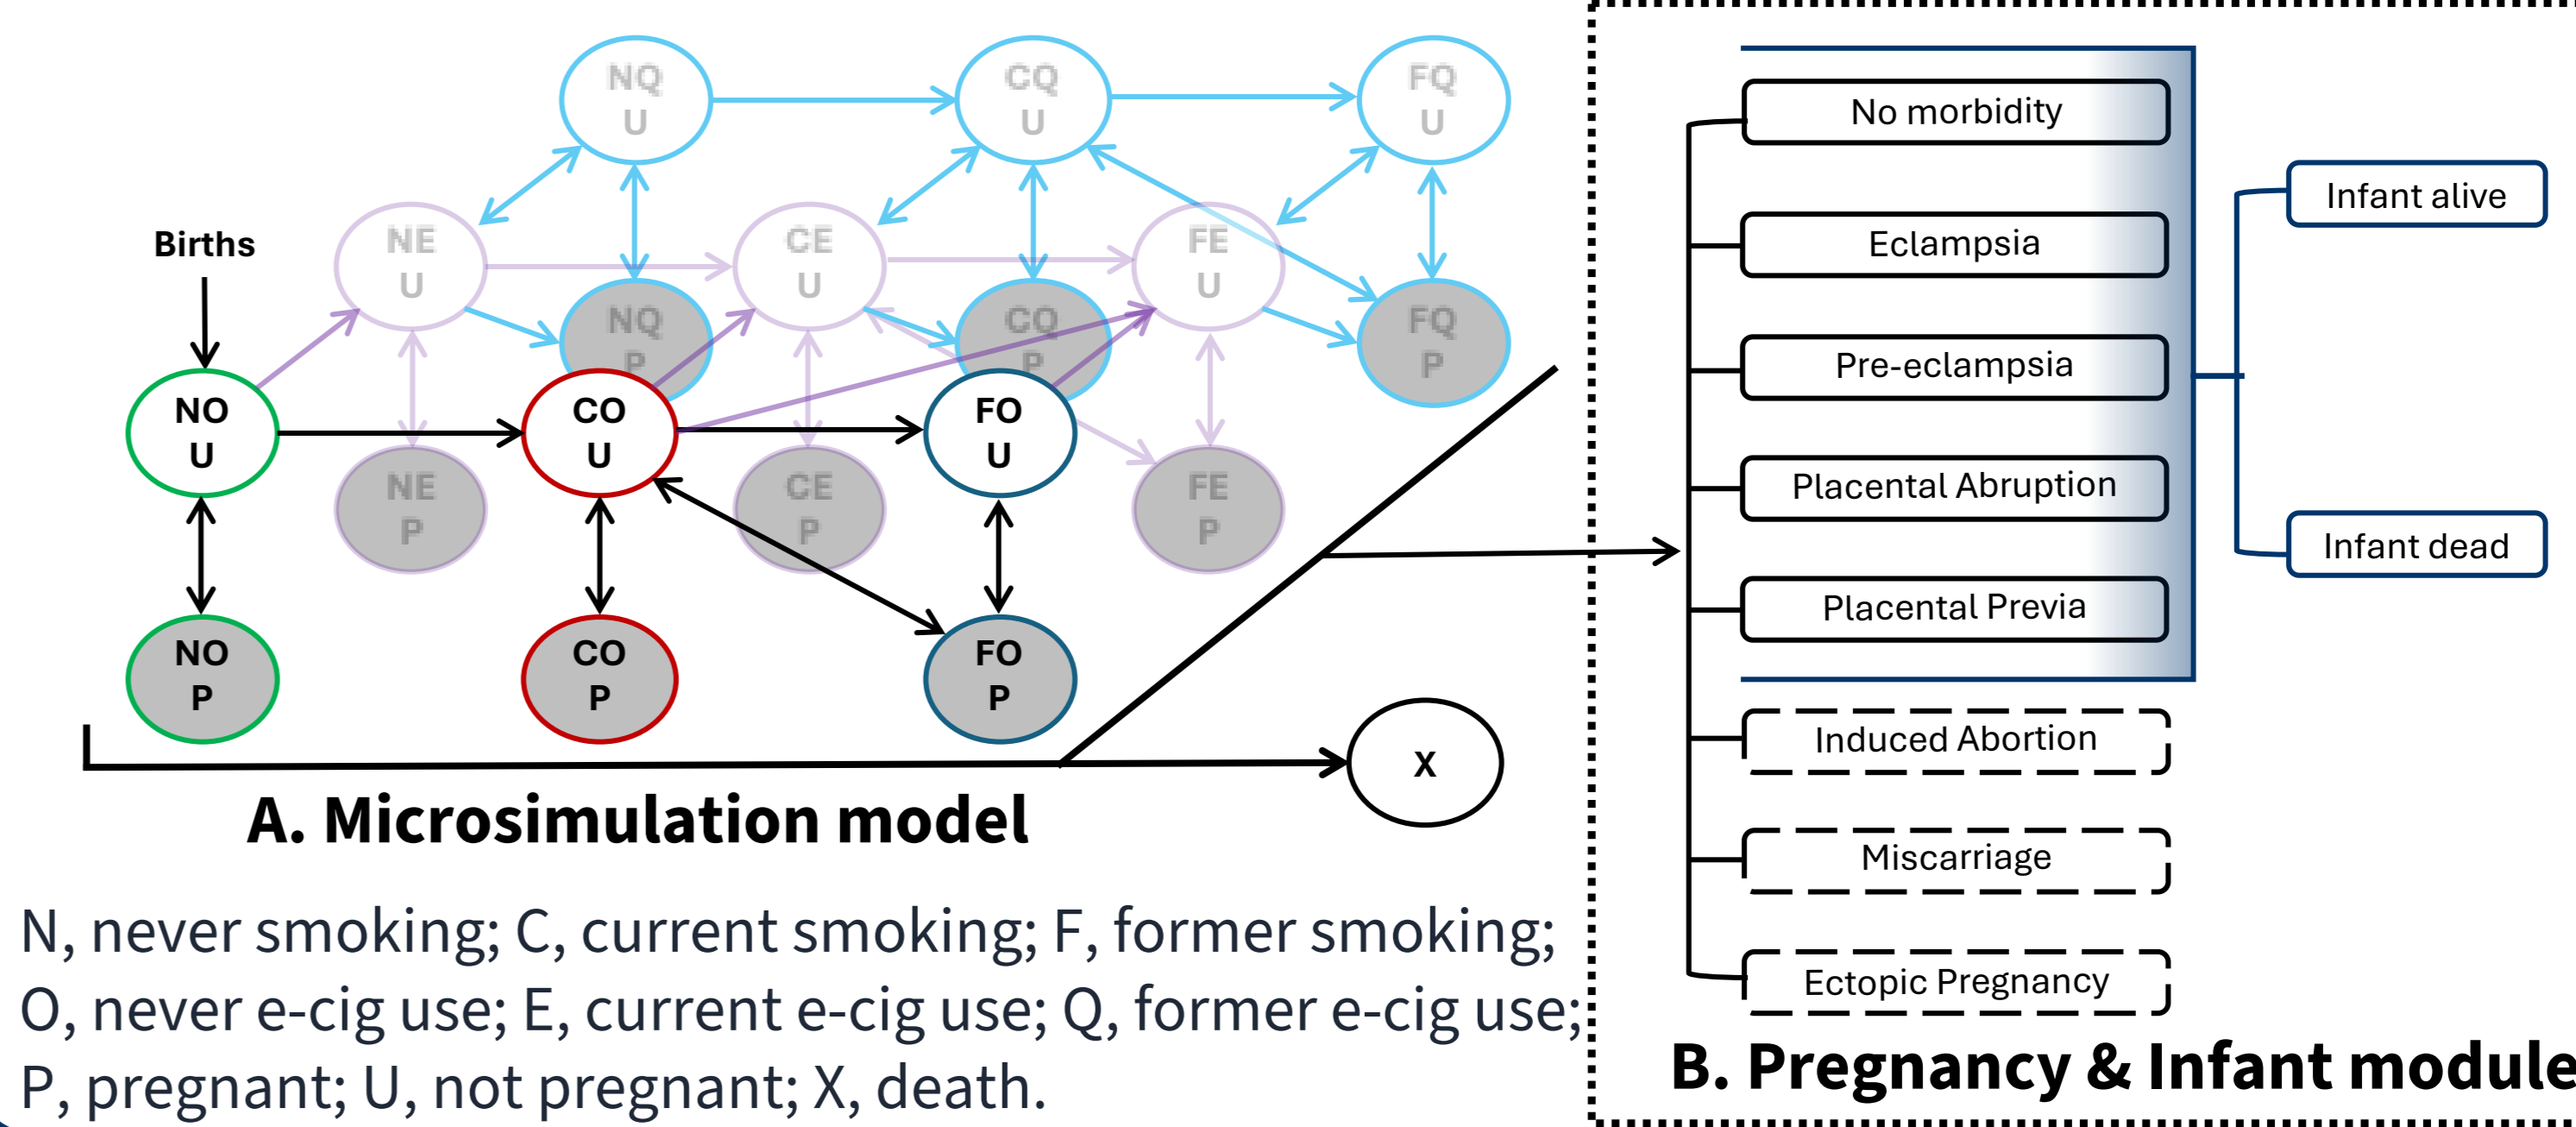 NQ
U
CQ
U
FQ
U
Births
NE
U
CE
U
FE
U
NQ
P
CQ
P
FQ
P
NO
U
CO
U
FO
U
NE
P
CE
P
FE
P
NO
P
CO
P
FO
P
X
A. Microsimulation model
N, never smoking; C, current smoking; F, former smoking;
O, never e-cig use; E, current e-cig use; Q, former e-cig use;
P, pregnant; U, not pregnant; X, death.
No morbidity
Eclampsia
Pre-eclampsia
Placental Abruption
Placental Previa
Induced Abortion
Miscarriage
Ectopic Pregnancy
Infant alive
Infant dead
B. Pregnancy & Infant module